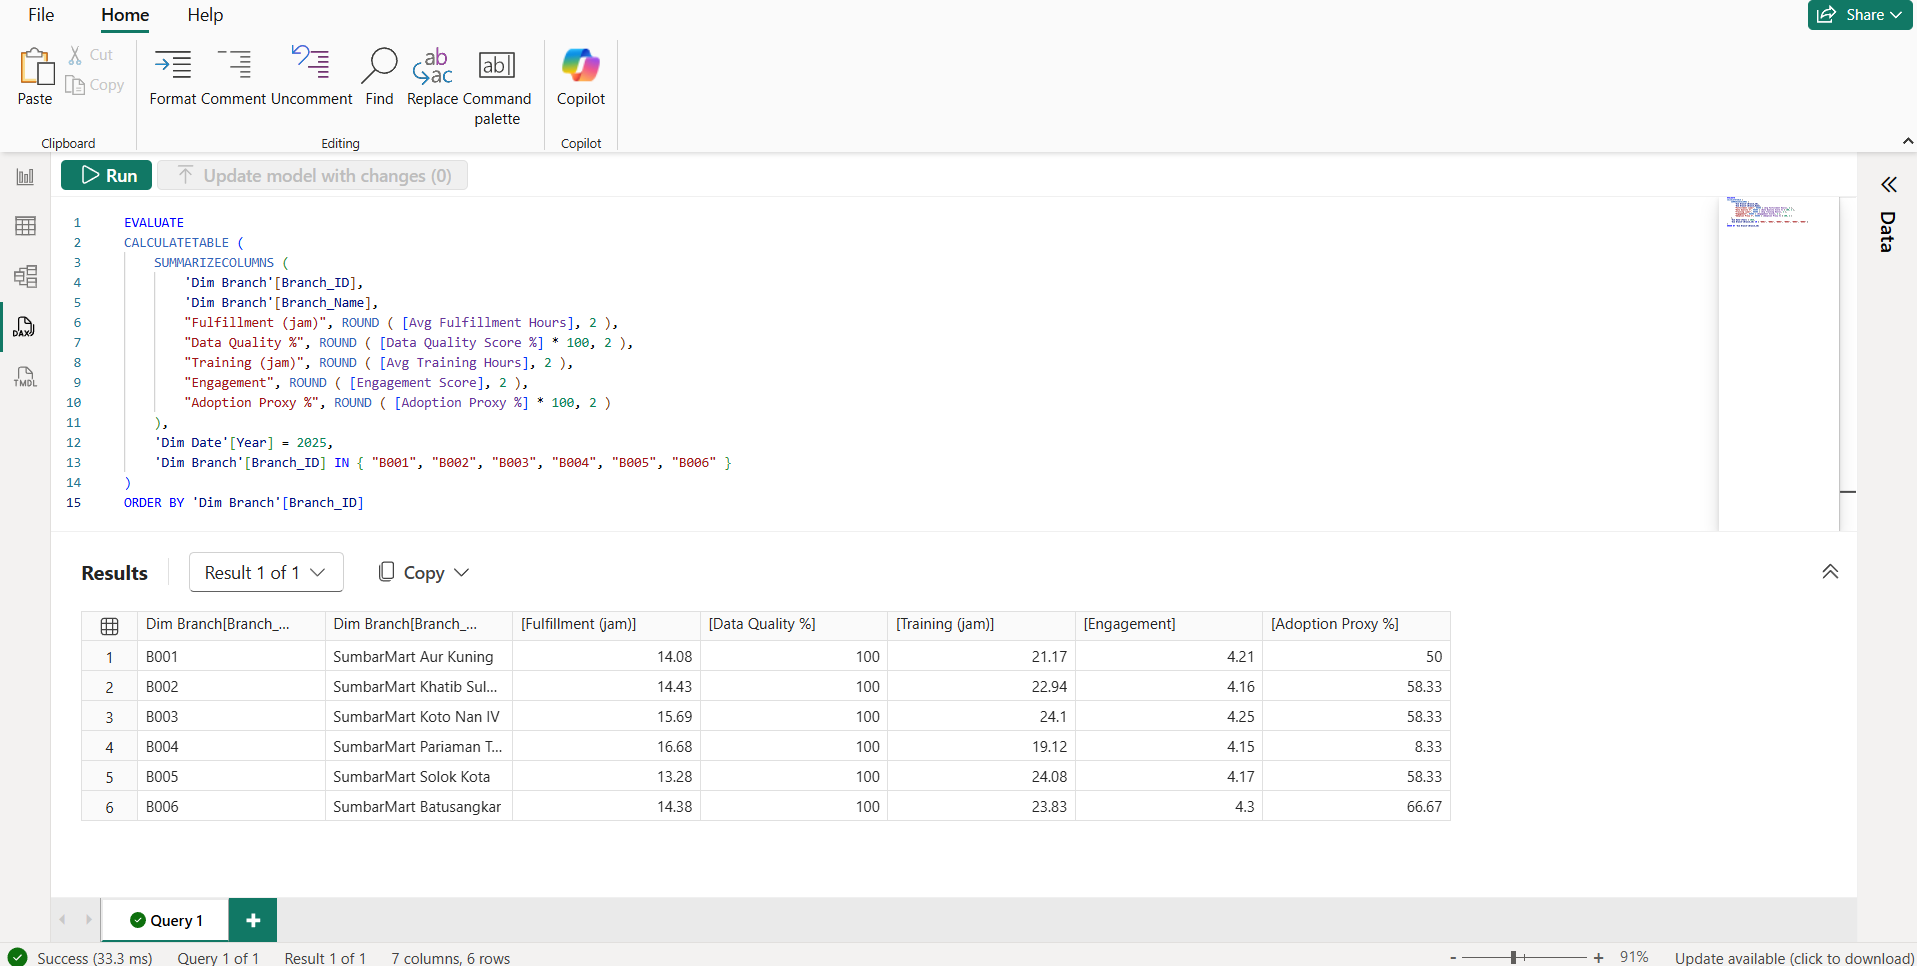 File Home Help
Share
Paste Cut Copy
Format Comment Uncomment Find Replace Command palette Copilot
Clipboard Editing Copilot
Run Update model with changes (0)
Data
1 EVALUATE
2 CALCULATETABLE (
3 SUMMARIZECOLUMNS (
4 'Dim Branch'[Branch_ID],
5 'Dim Branch'[Branch_Name],
6 "Fulfillment (jam)", ROUND ( [Avg Fulfillment Hours], 2 ),
7 "Data Quality %", ROUND ( [Data Quality Score %] * 100, 2 ),
8 "Training (jam)", ROUND ( [Avg Training Hours], 2 ),
9 "Engagement", ROUND ( [Engagement Score], 2 ),
10 "Adoption Proxy %", ROUND ( [Adoption Proxy %] * 100, 2 )
11 ),
12 'Dim Date'[Year] = 2025,
13 'Dim Branch'[Branch_ID] IN { "B001", "B002", "B003", "B004", "B005", "B006" }
14 )
15 ORDER BY 'Dim Branch'[Branch_ID]
DAX
TMDL
Results Result 1 of 1 Copy
Dim Branch[Branch_... Dim Branch[Branch_... [Fulfillment (jam)] [Data Quality %] [Training (jam)] [Engagement] [Adoption Proxy %]
1 B001 SumbarMart Aur Kuning 14.08 100 21.17 4.21 50
2 B002 SumbarMart Khatib Sul... 14.43 100 22.94 4.16 58.33
3 B003 SumbarMart Koto Nan IV 15.69 100 24.1 4.25 58.33
4 B004 SumbarMart Pariaman T... 16.68 100 19.12 4.15 8.33
5 B005 SumbarMart Solok Kota 13.28 100 24.08 4.17 58.33
6 B006 SumbarMart Batusangkar 14.38 100 23.83 4.3 66.67
Query 1 +
Success (33.3 ms) Query 1 of 1 Result 1 of 1 7 columns, 6 rows - + 91% Update available (click to download)